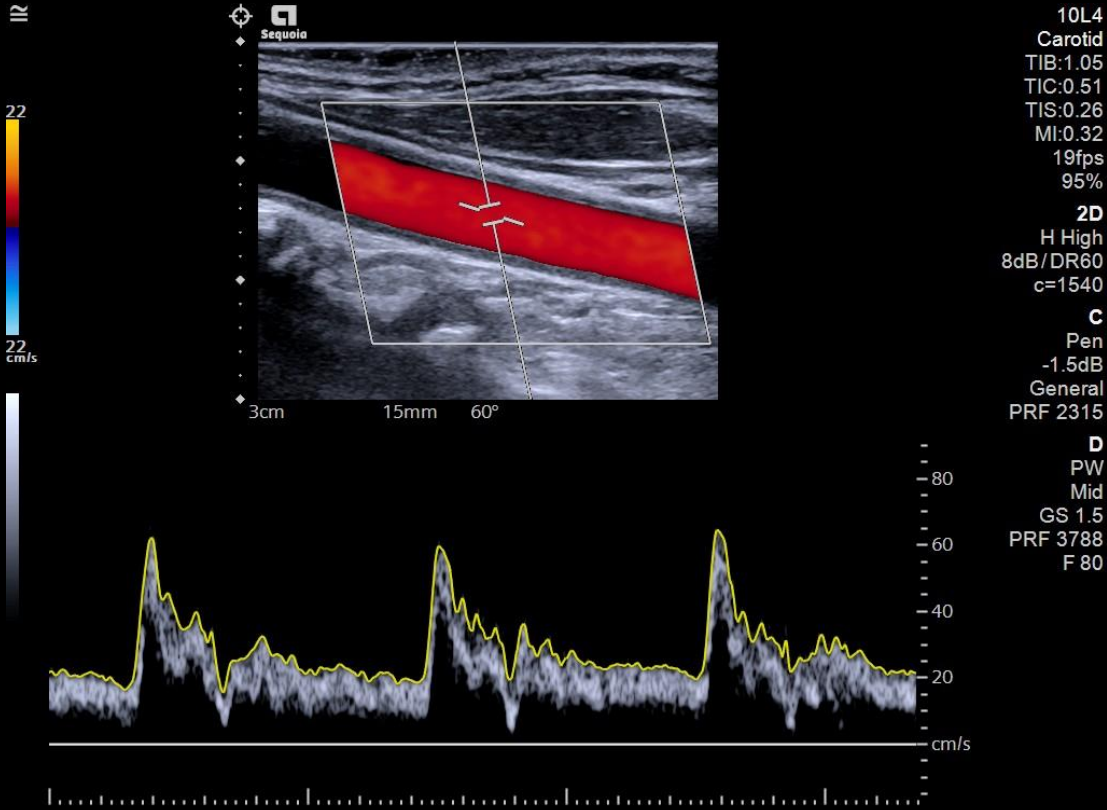 Sequoia
10L4
Carotid
TIB:1.05
TIC:0.51
TIS:0.26
MI:0.32
19fps
95%
2D
H High
8dB/DR60
c=1540
C
Pen
-1.5dB
General
PRF 2315
D
PW
Mid
GS 1.5
PRF 3788
F 80
22
22
cm/s
3cm 15mm 60°
80
60
40
20
cm/s